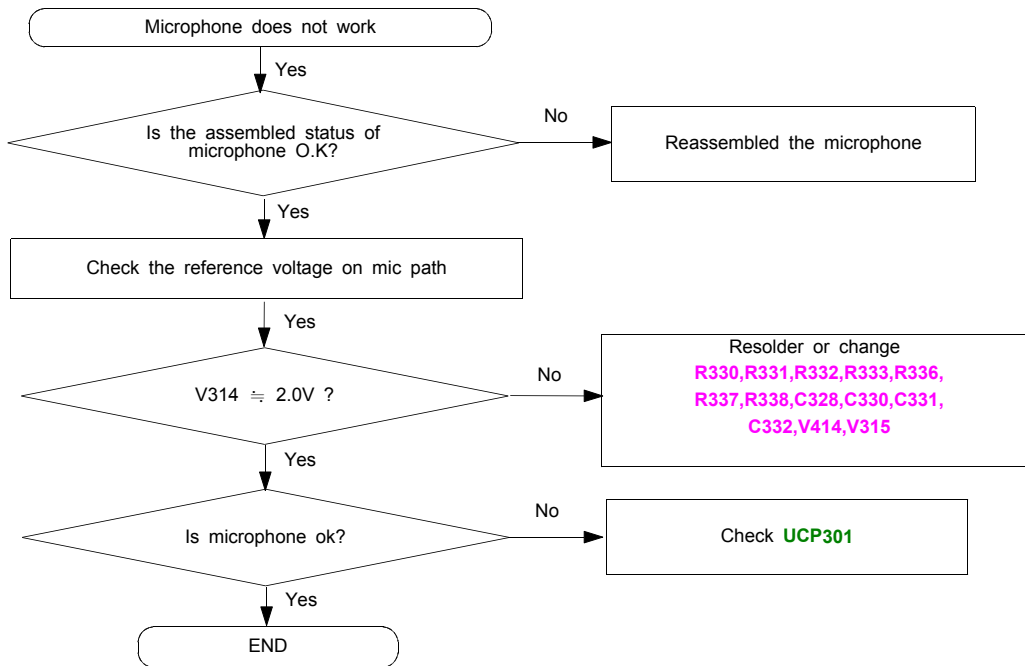 Microphone does not work
Yes
Is the assembled status of
microphone O.K?
No
Reassembled the microphone
Yes
Check the reference voltage on mic path
Yes
V314 ≒ 2.0V ?
No
Resolder or change
R330,R331,R332,R333,R336,
R337,R338,C328,C330,C331,
C332,V414,V315
Yes
Is microphone ok?
No
Check UCP301
Yes
END